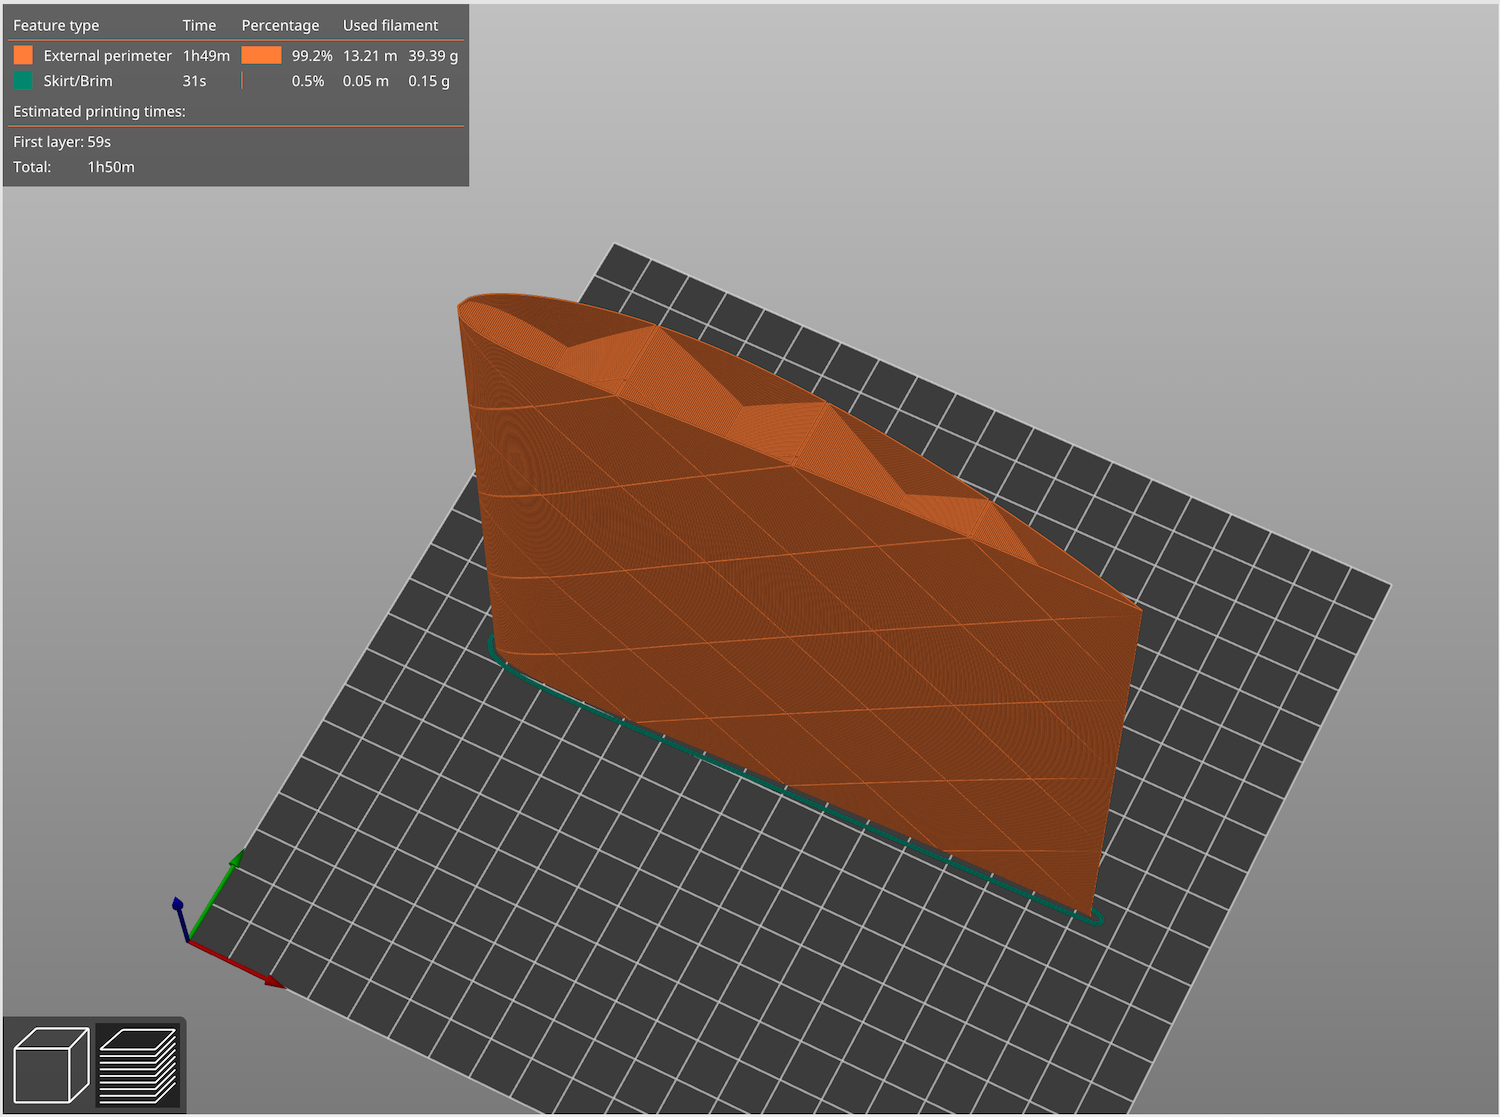 Feature type Time Percentage Used filament
External perimeter 1h49m 99.2% 13.21 m 39.39 g
Skirt/Brim 31s 0.5% 0.05 m 0.15 g
Estimated printing times:
First layer: 59s
Total: 1h50m